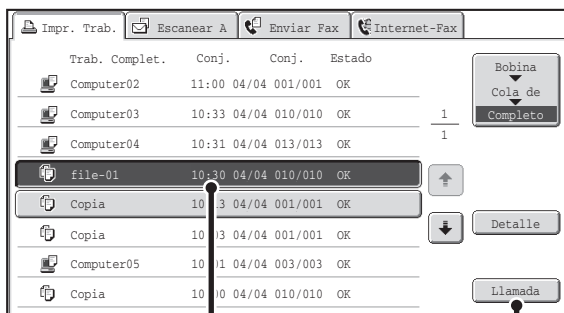 Impr. Trab. Escanear A Enviar Fax Internet-Fax
Trab. Complet. Conj. Conj. Estado
Computer02 11:00 04/04 001/001 OK
Computer03 10:33 04/04 010/010 OK
Computer04 10:31 04/04 013/013 OK
file-01 10:30 04/04 010/010 OK
Copia 04/04 001/001 OK
Copia 04/04 001/001 OK
Computer05 04/04 003/003 OK
Copia 04/04 010/010 OK
1
1
Bobina
Cola de
Completo
Detalle
Llamada